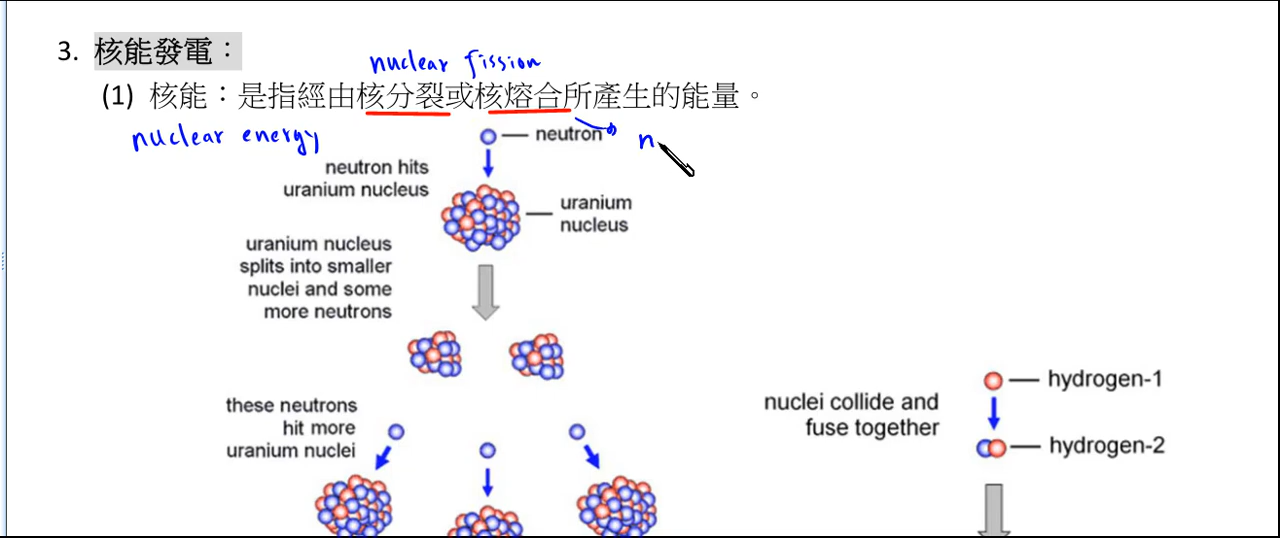 3. 核能發電：
nuclear fission
(1) 核能：是指經由核分裂或核熔合所產生的能量。
nuclear energy
neutron
n
neutron hits
uranium nucleus
uranium
nucleus
uranium nucleus
splits into smaller
nuclei and some
more neutrons
these neutrons
hit more
uranium nuclei
nuclei collide and
fuse together
hydrogen-1
hydrogen-2